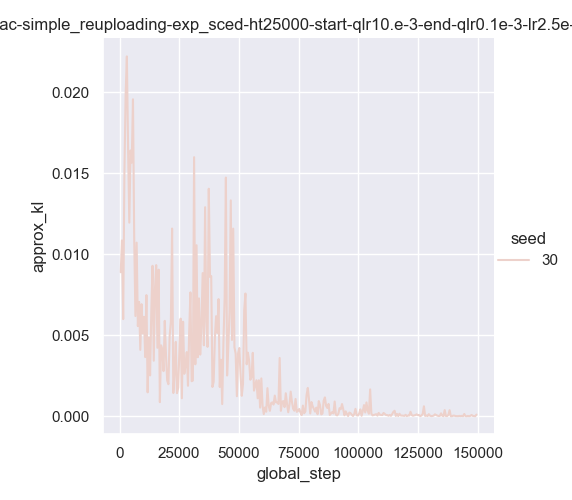 ac-simple_reuploading-exp_sced-ht25000-start-qlr10.e-3-end-qlr0.1e-3-lr2.5e-
0.020
0.015
0.010
0.005
0.000
approx_kl
0 25000 50000 75000 100000 125000 150000
global_step
seed
30